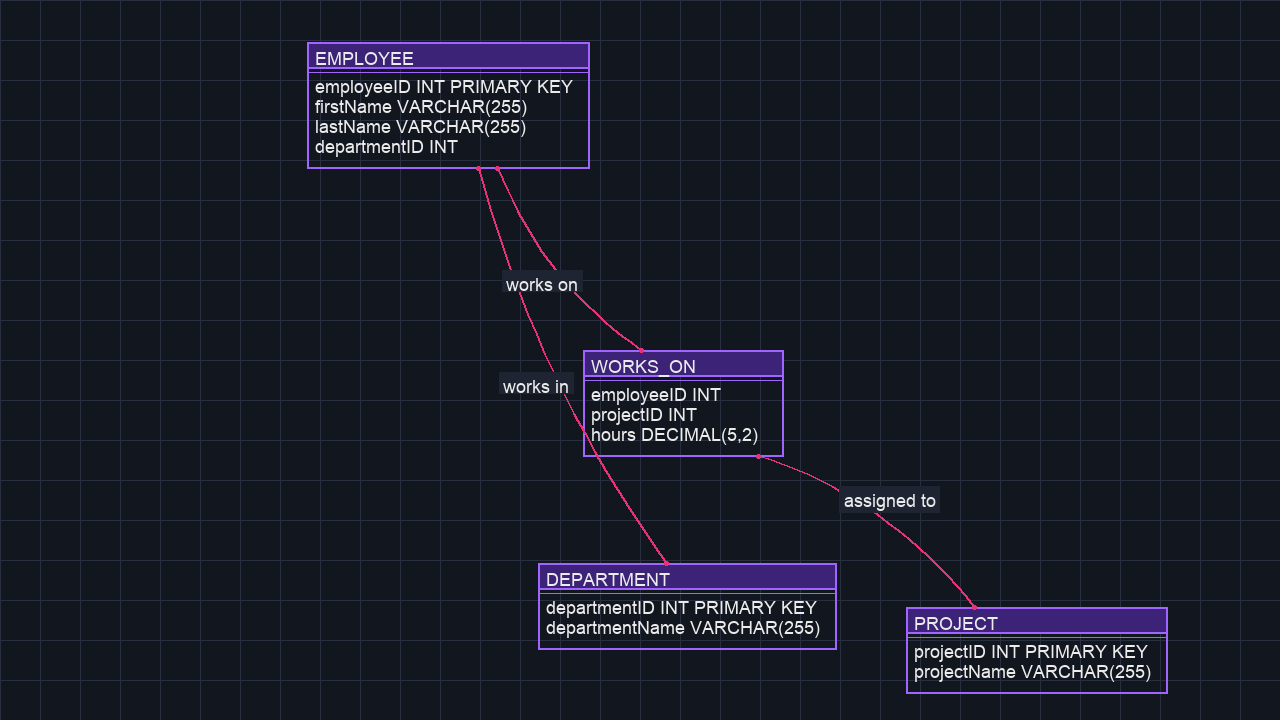 EMPLOYEE
employeeID INT PRIMARY KEY
firstName VARCHAR(255)
lastName VARCHAR(255)
departmentID INT
works on
WORKS_ON
employeeID INT
projectID INT
hours DECIMAL(5,2)
works in
assigned to
DEPARTMENT
departmentID INT PRIMARY KEY
departmentName VARCHAR(255)
PROJECT
projectID INT PRIMARY KEY
projectName VARCHAR(255)